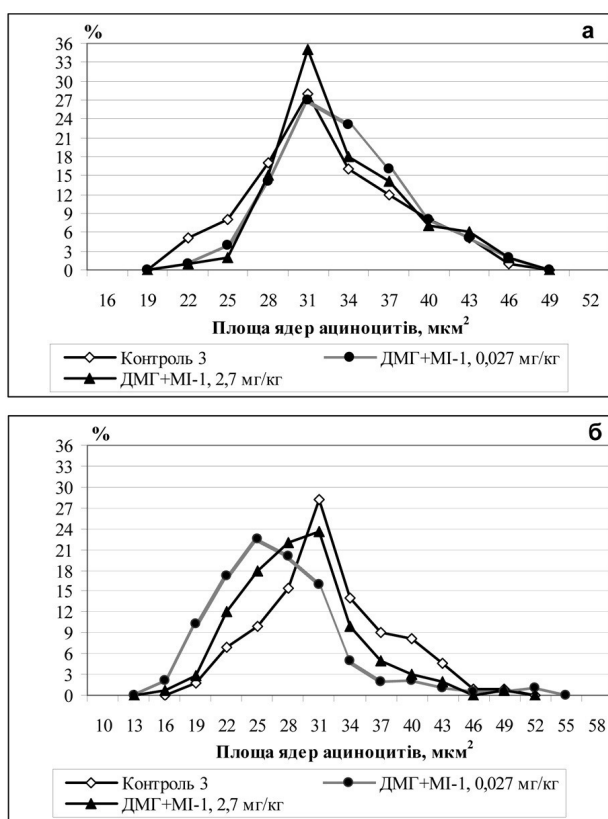 %
а
36
33
30
27
24
21
18
15
12
9
6
3
0
16 19 22 25 28 31 34 37 40 43 46 49 52
Площа ядер ациноцитів, мкм²
Контроль 3 ДМГ+МІ-1, 0,027 мг/кг
ДМГ+МІ-1, 2,7 мг/кг
%
б
36
33
30
27
24
21
18
15
12
9
6
3
0
10 13 16 19 22 25 28 31 34 37 40 43 46 49 52 55 58
Площа ядер ациноцитів, мкм²
Контроль 3 ДМГ+МІ-1, 0,027 мг/кг
ДМГ+МІ-1, 2,7 мг/кг